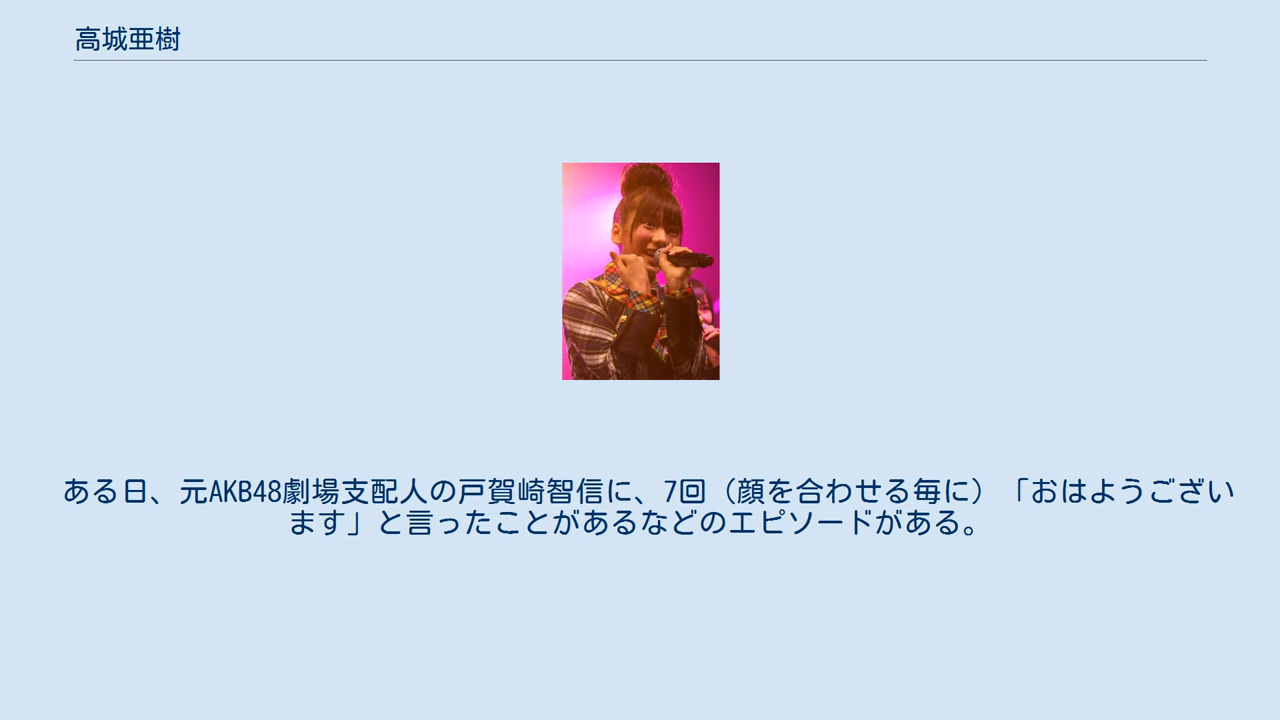 高城亜樹
ある日、元AKB48劇場支配人の戸賀崎智信に、7回（顔を合わせる毎に）「おはようござい
ます」と言ったことがあるなどのエピソードがある。